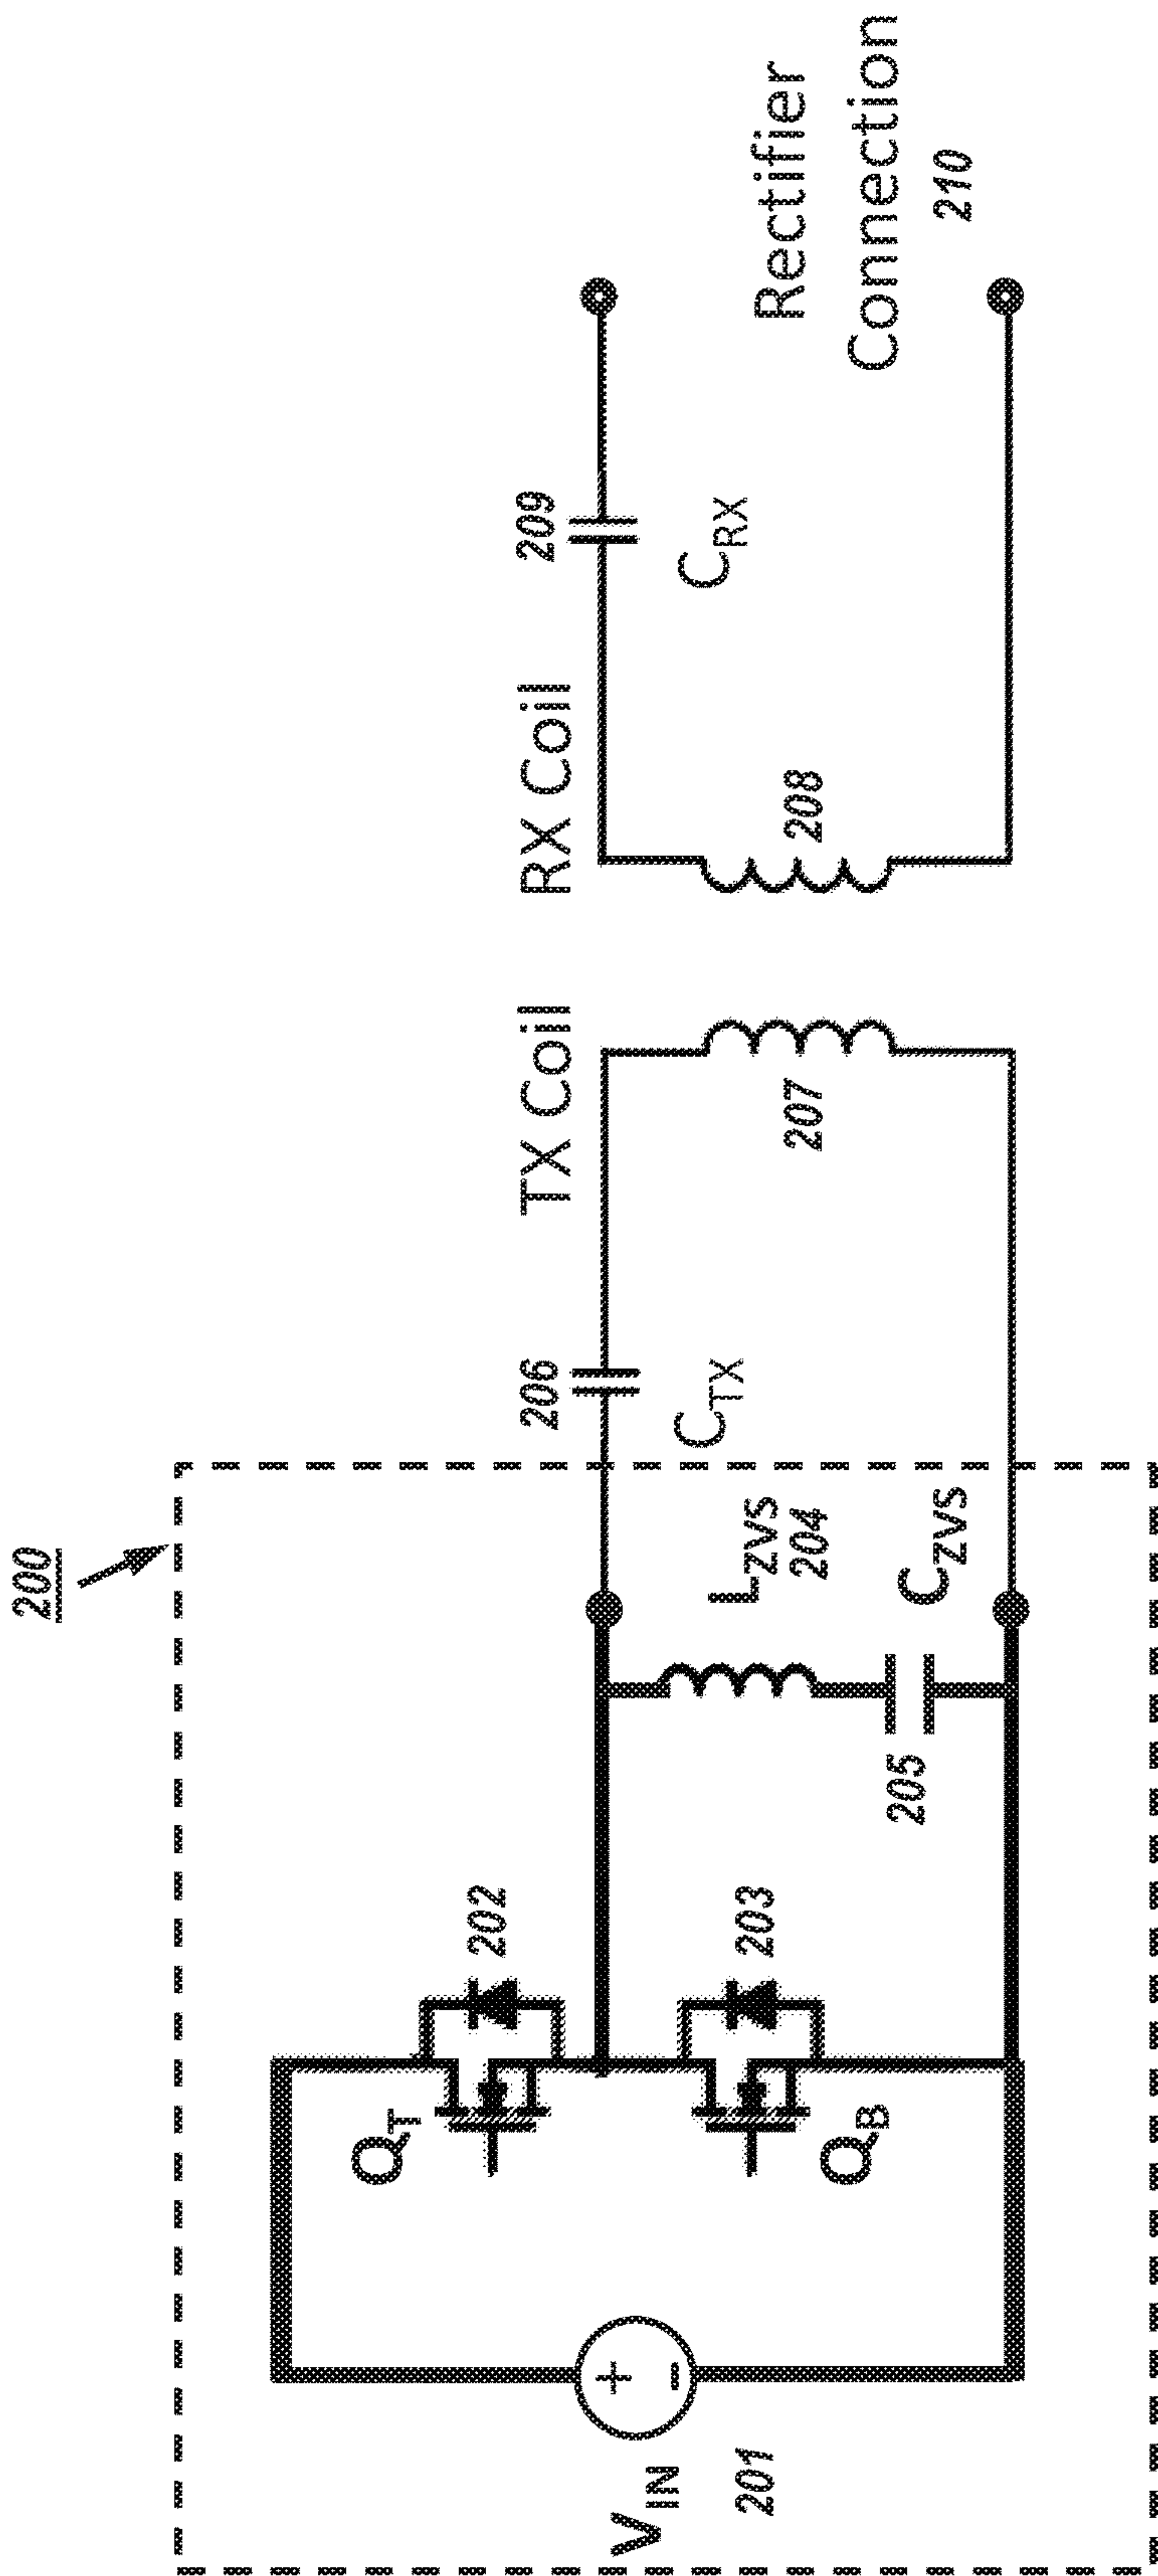 200
V_IN
+
-
201
Q_T
202
Q_B
203
L_ZVS
204
C_ZVS
205
206
C_TX
TX Coil
207
RX Coil
208
209
C_RX
Rectifier
Connection
210